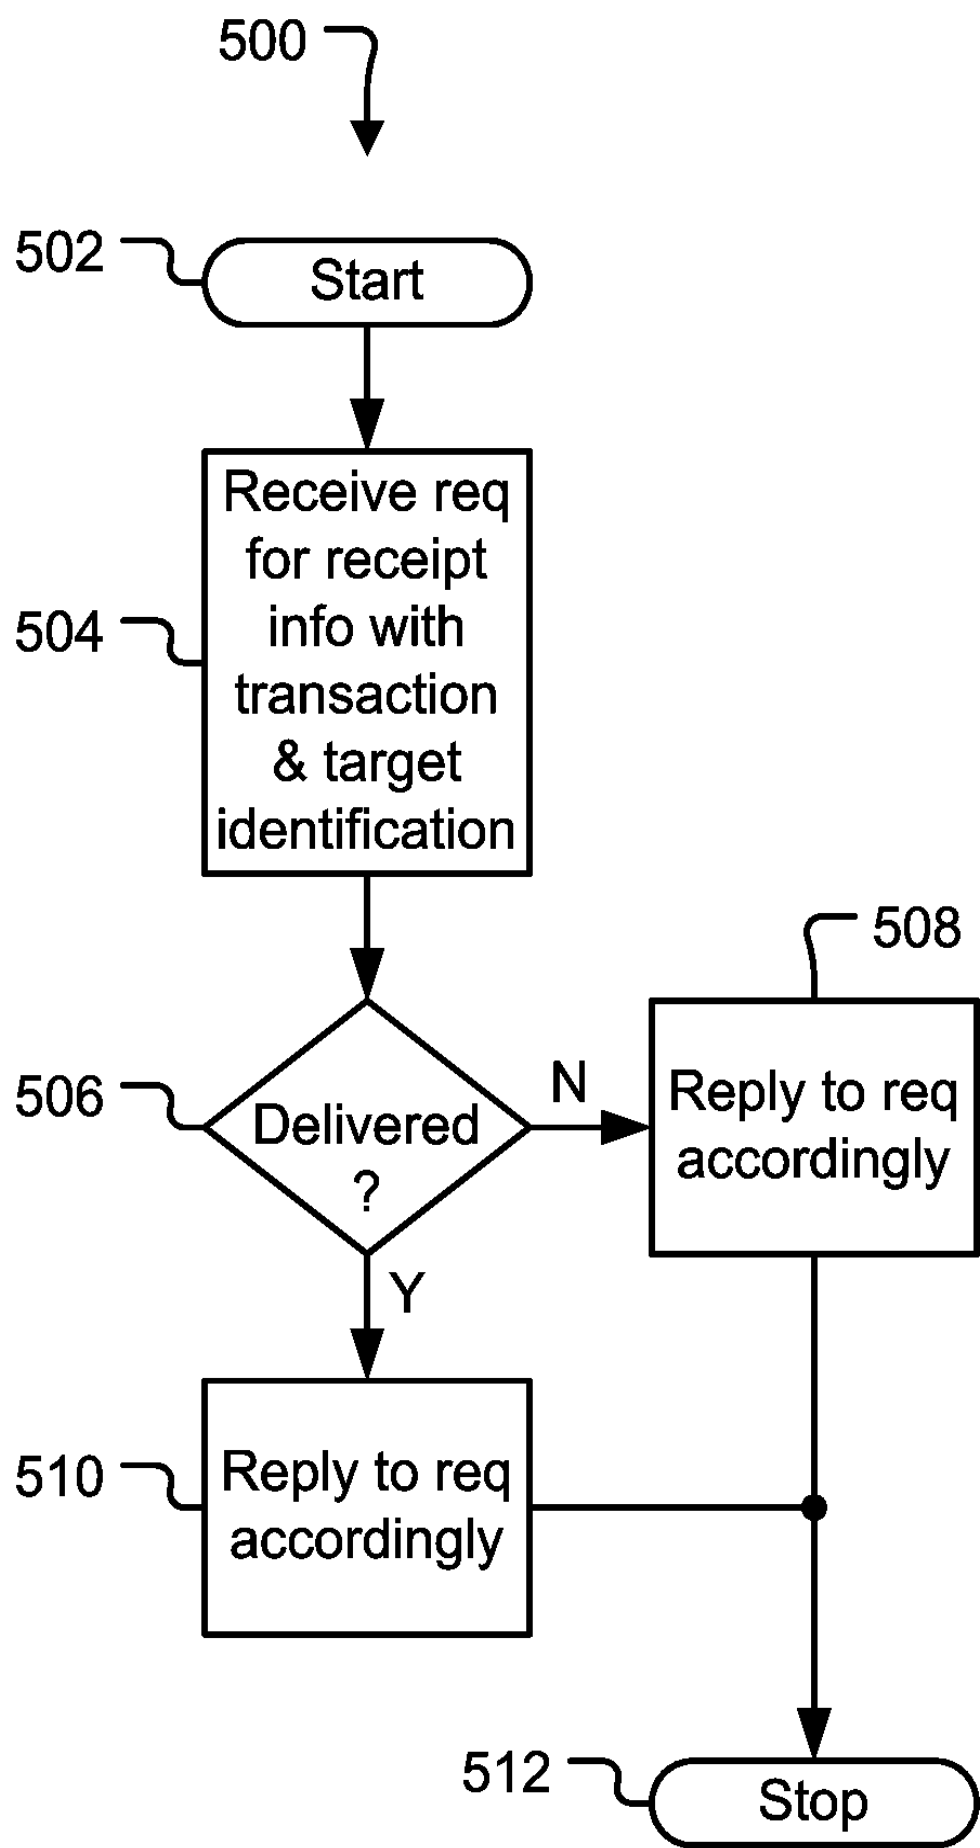 500
502
Start
504
Receive req
for receipt
info with
transaction
& target
identification
506
Delivered
?
N
Y
508
Reply to req
accordingly
510
Reply to req
accordingly
512
Stop